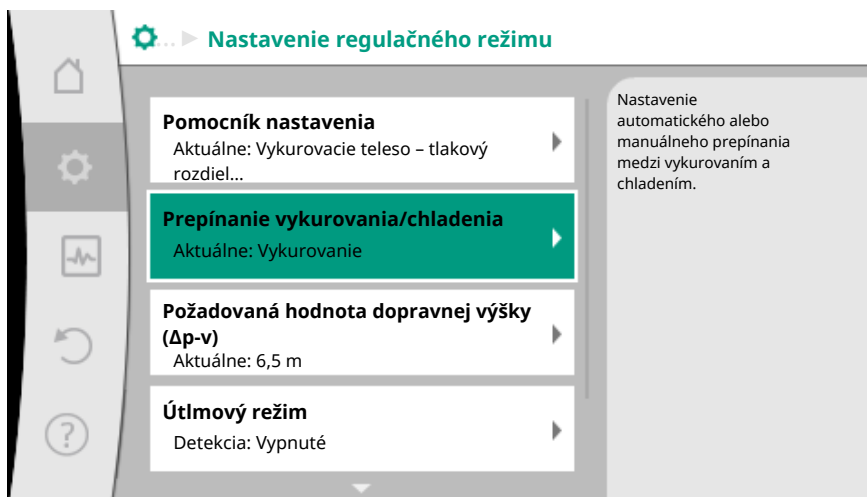 ... Nastavenie regulačného režimu
Pomocník nastavenia
Aktuálne: Vykurovacie teleso – tlakový
rozdiel...
Prepínanie vykurovania/chladenia
Aktuálne: Vykurovanie
Požadovaná hodnota dopravnej výšky
(Δp-v)
Aktuálne: 6,5 m
Útlmový režim
Detekcia: Vypnuté
Nastavenie
automatického alebo
manuálneho prepínania
medzi vykurovaním a
chladením.